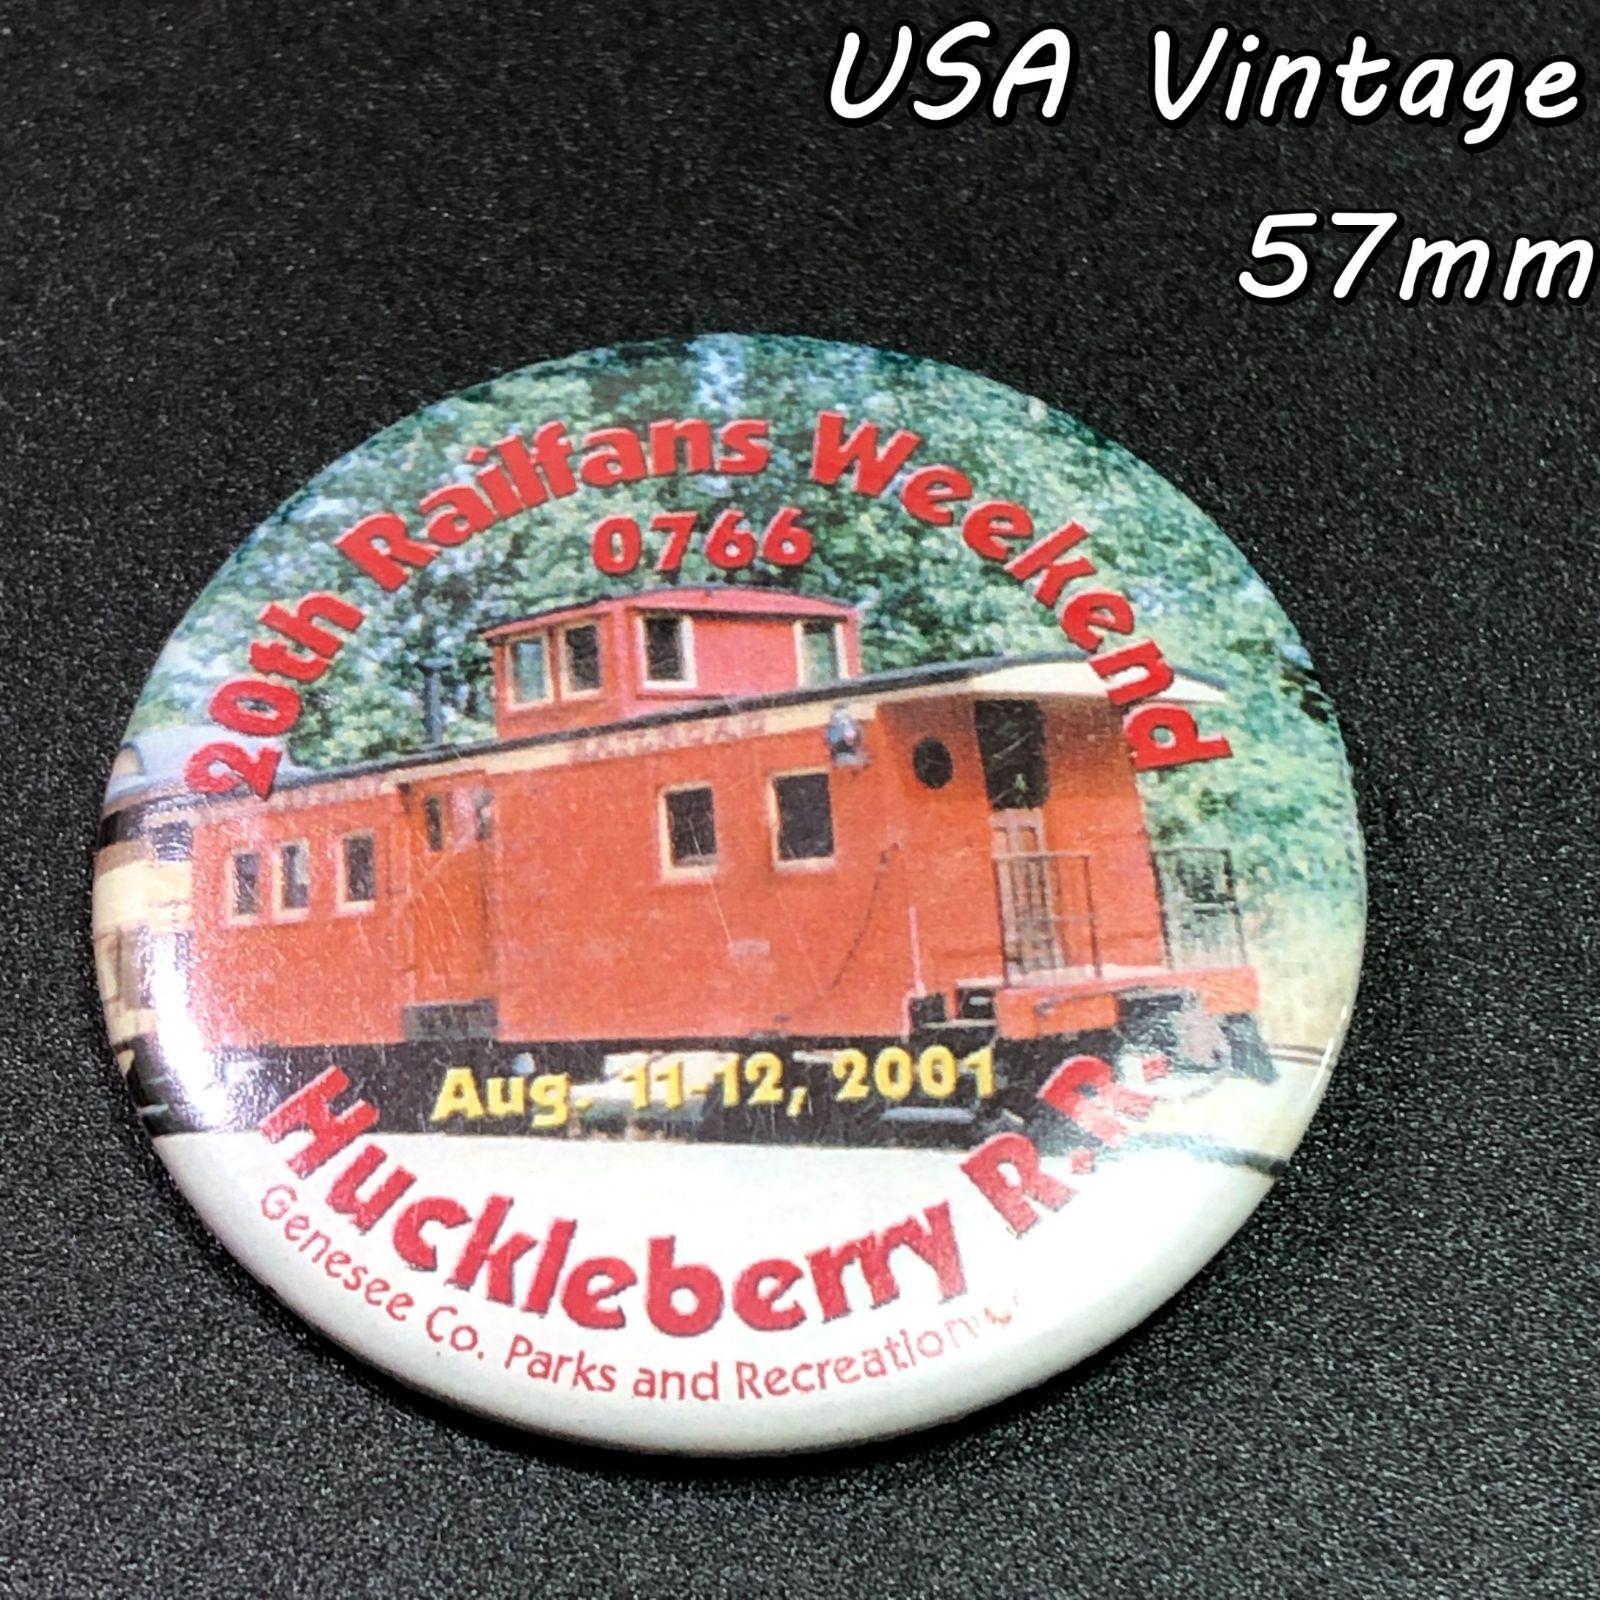 USA Vintage
57mm
20th Railfans Weekend
0766
Aug. 11-12, 2001
Huckleberry R.R.
Genesee Co. Parks and Recreation